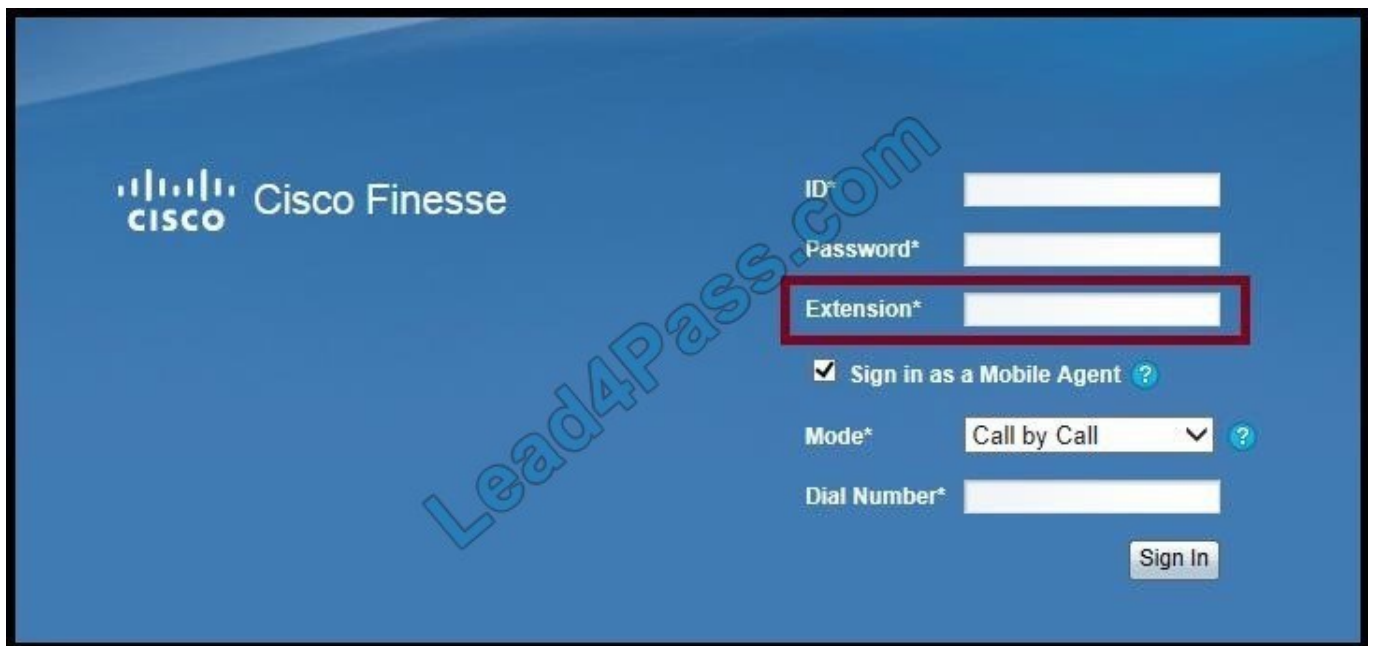 CISCO Cisco Finesse
ID*
Password*
Extension*
Sign in as a Mobile Agent ?
Mode* Call by Call ?
Dial Number*
Sign In
Lead4Pass.com